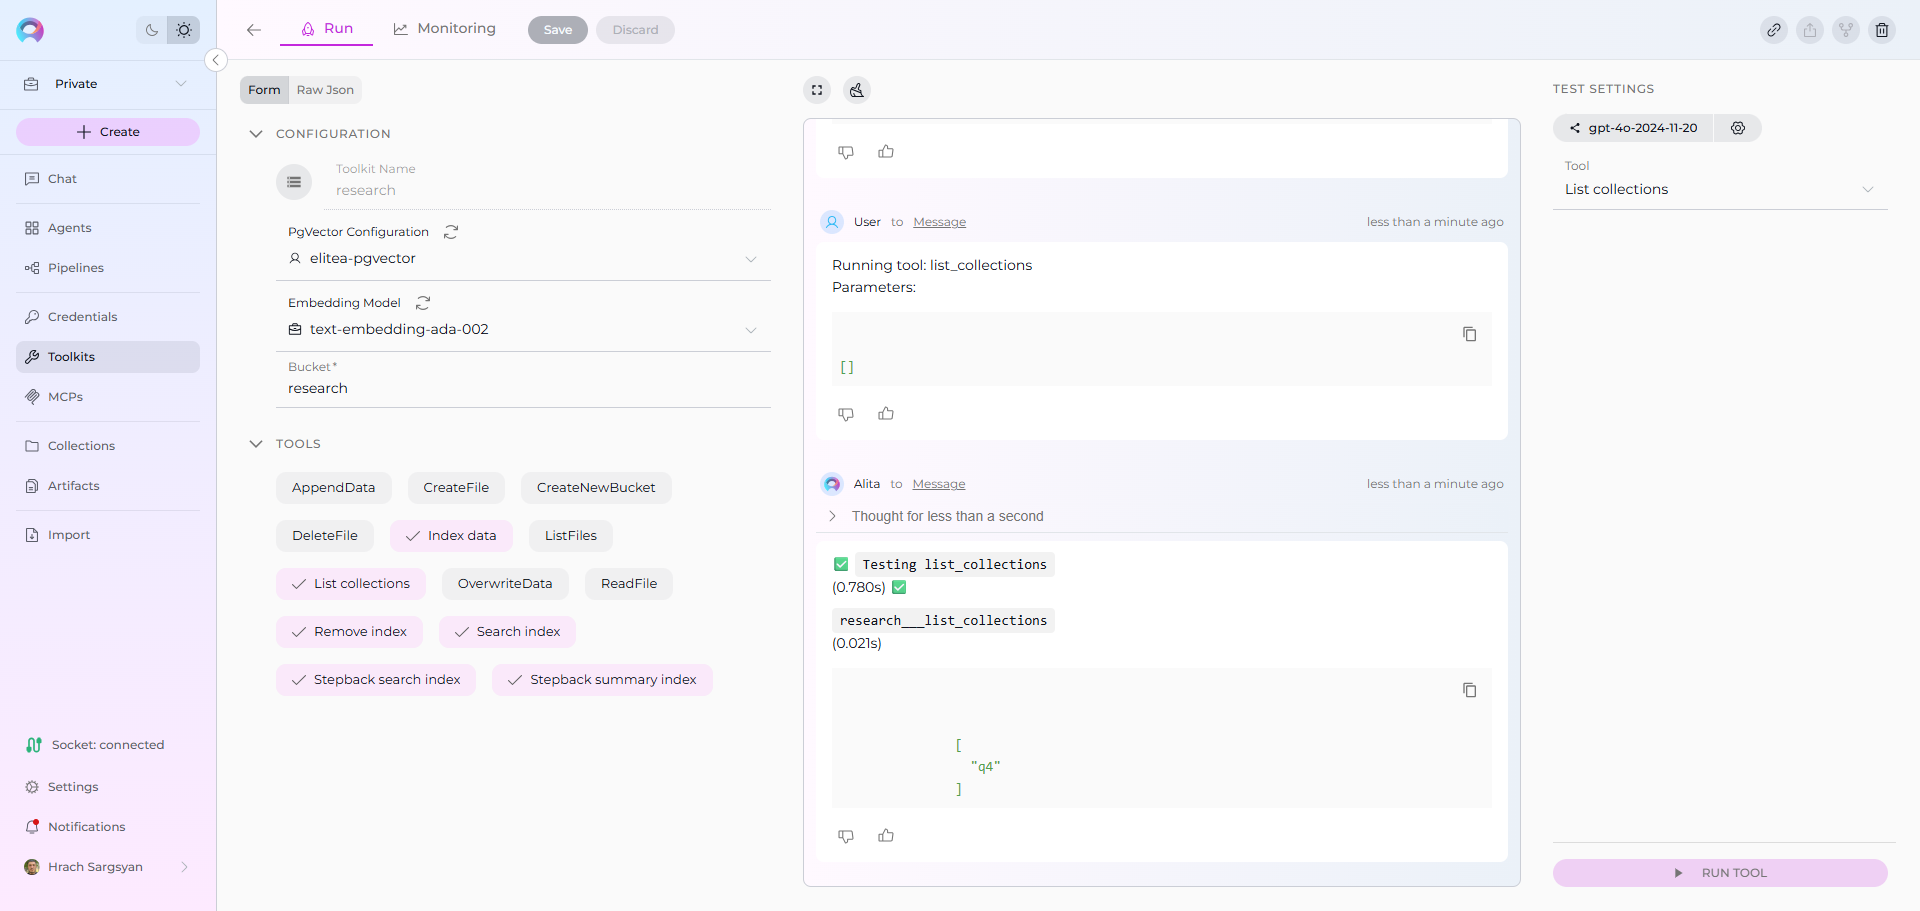 Run
Monitoring
Save
Discard
Private
Create
Chat
Agents
Pipelines
Credentials
Toolkits
MCPs
Collections
Artifacts
Import
Socket: connected
Settings
Notifications
Hrach Sargsyan
Form
Raw Json
CONFIGURATION
Toolkit Name
research
PgVector Configuration
elitea-pgvector
Embedding Model
text-embedding-ada-002
Bucket*
research
TOOLS
AppendData
CreateFile
CreateNewBucket
DeleteFile
Index data
ListFiles
List collections
OverwriteData
ReadFile
Remove index
Search index
Stepback search index
Stepback summary index
User to Message
less than a minute ago
Running tool: list_collections
Parameters:
[]
Alita to Message
less than a minute ago
Thought for less than a second
✅ Testing list_collections
(0.780s) ✅
research___list_collections
(0.021s)
[
"q4"
]
TEST SETTINGS
gpt-4o-2024-11-20
Tool
List collections
RUN TOOL